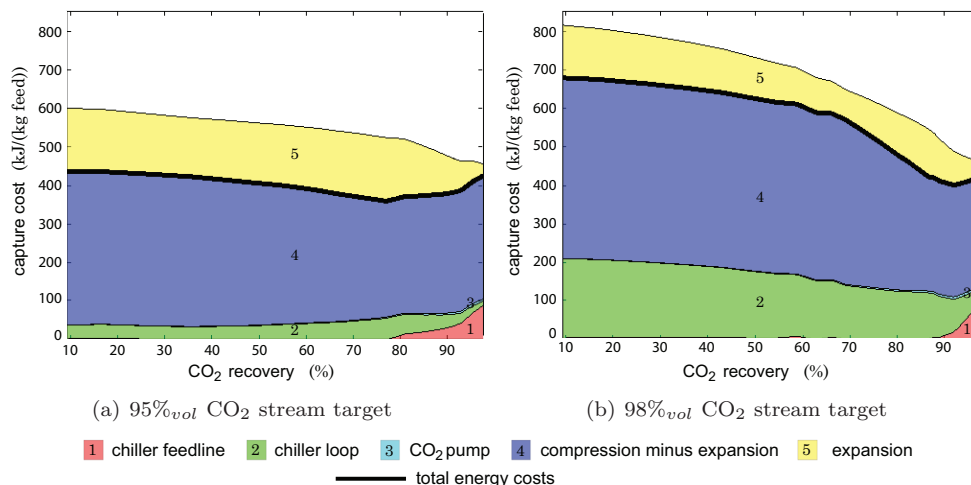 800
700
600
500
400
300
200
100
0
capture cost
(kJ/(kg feed))
5
4
2
3
1
10 20 30 40 50 60 70 80 90
CO2 recovery (%)
(a) 95%vol CO2 stream target
800
700
600
500
400
300
200
100
0
capture cost
(kJ/(kg feed))
5
4
2
3
1
10 20 30 40 50 60 70 80 90
CO2 recovery (%)
(b) 98%vol CO2 stream target
1 chiller feedline 2 chiller loop 3 CO2 pump 4 compression minus expansion 5 expansion
total energy costs